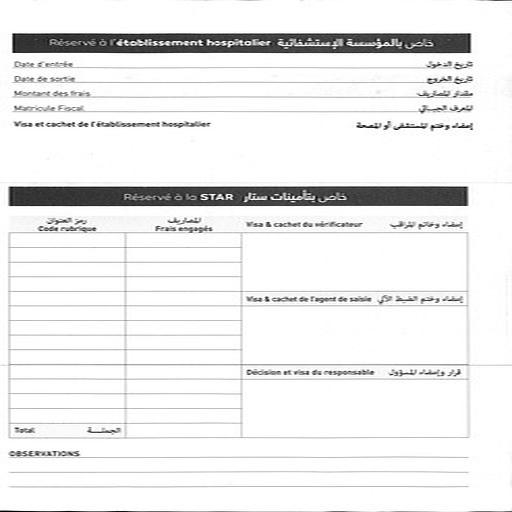 Réservé à l'établissement hospitalier خاص بالمؤسسة الإستشفائية
Date d'entrée تاريخ الدخول
Date de sortie تاريخ الخروج
Montant des frais مقدار المصاريف
Matricule Fiscal المعرف الجبائي
Visa et cachet de l'établissement hospitalier إمضاء وختم المستشفى أو المصحة
Réservé à la STAR خاص بتأمينات ستار
رمز العنوان المصاريف
Code rubrique Frais engagés Visa & cachet du vérificateur إمضاء وخاتم المراقب
Visa & cachet de l'agent de saisie إمضاء وختم الضبط الآلي
Décision et visa du responsable قرار وإمضاء المسؤول
Total الجملة
OBSERVATIONS